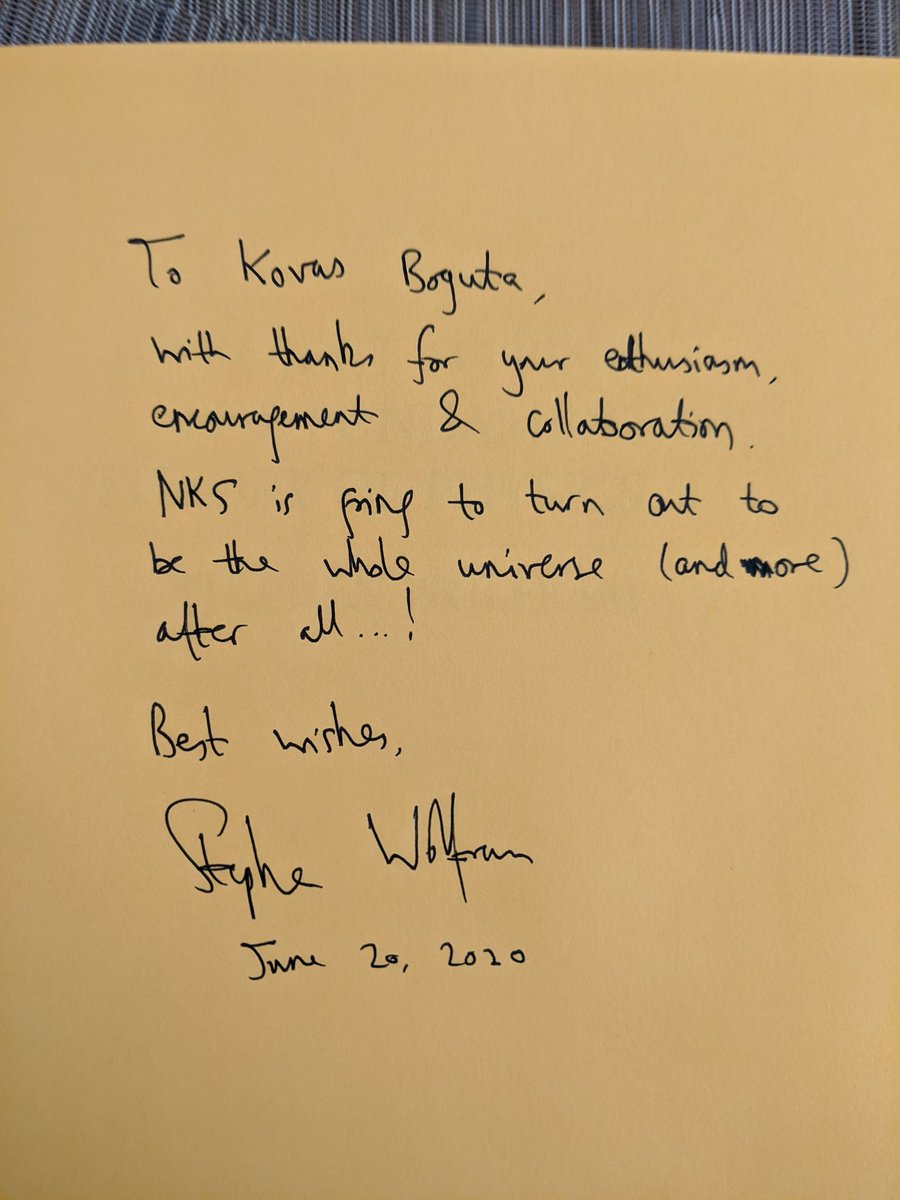 To Kovas Boguta,
with thanks for your enthusiasm,
encouragement & collaboration.
NKS is going to turn out to
be the whole universe (and more)
after all...!
Best wishes,
Stephen Wolfram
June 20, 2020